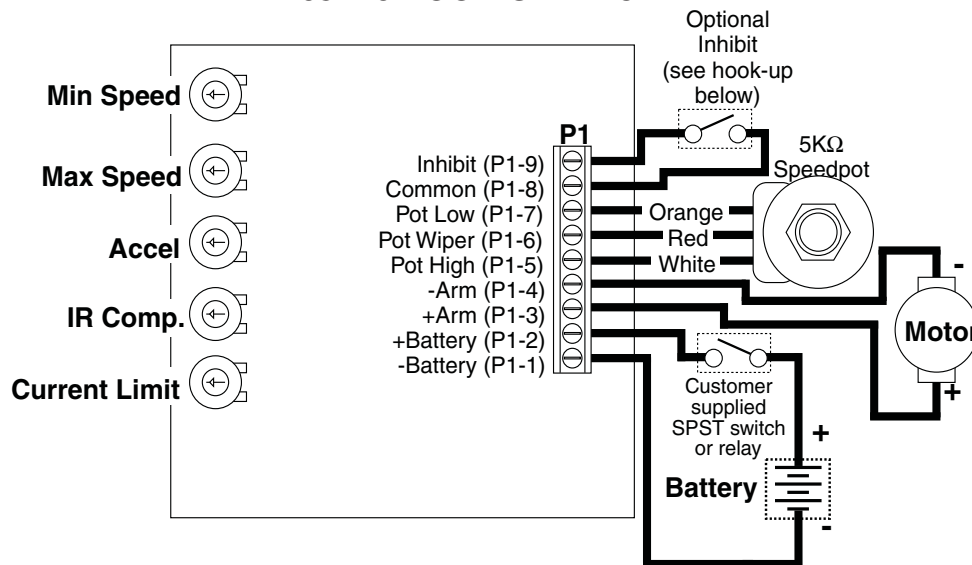 Optional
Inhibit
(see hook-up
below)
Min Speed
Max Speed
Accel
IR Comp.
Current Limit
P1
Inhibit (P1-9)
Common (P1-8)
Pot Low (P1-7)
Pot Wiper (P1-6)
Pot High (P1-5)
-Arm (P1-4)
+Arm (P1-3)
+Battery (P1-2)
-Battery (P1-1)
5KΩ
Speedpot
Orange
Red
White
-
Motor
+
Customer
supplied
SPST switch
or relay
+
Battery
-